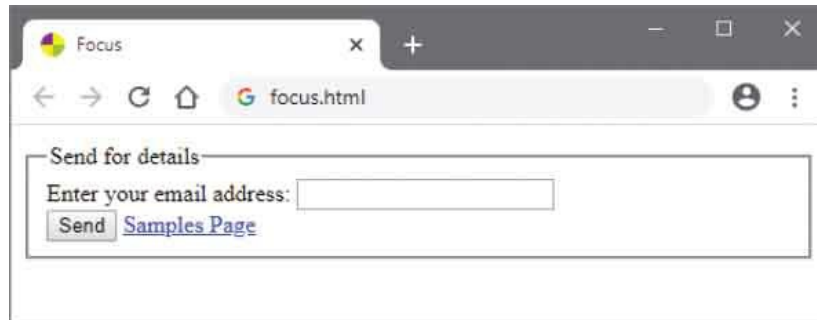 Focus
focus.html
Send for details
Enter your email address:
Send Samples Page